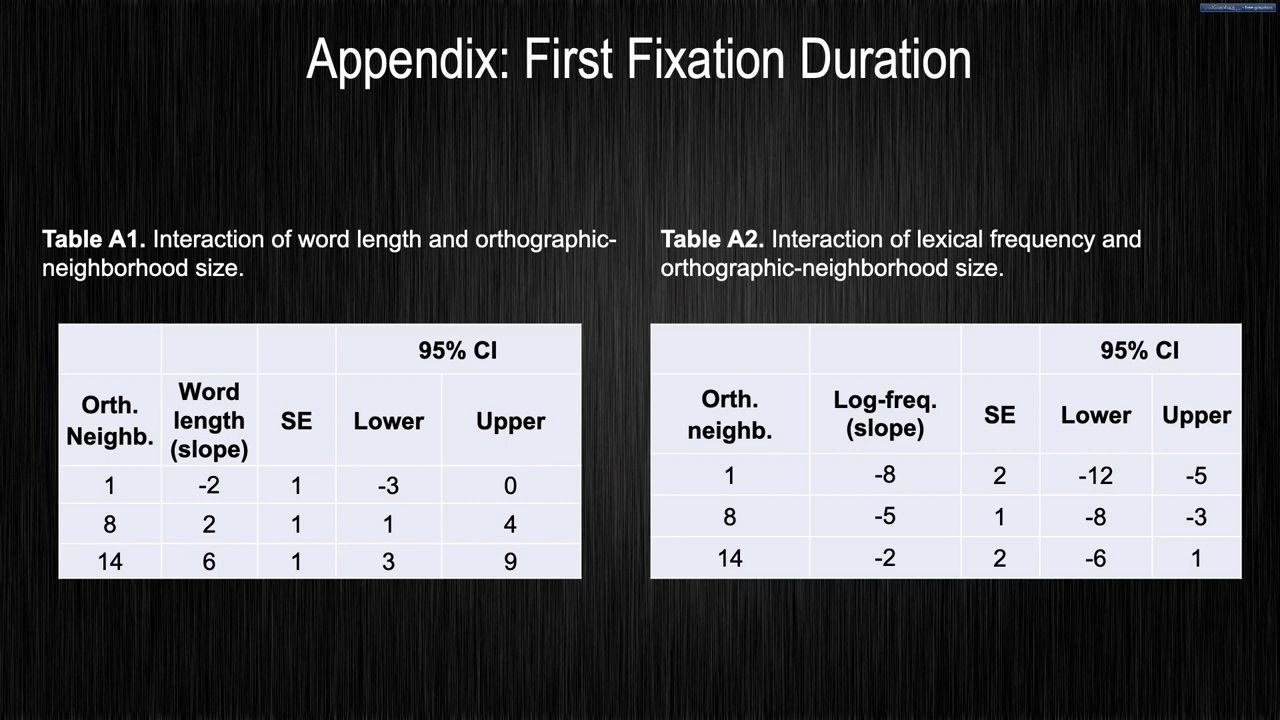 Appendix: First Fixation Duration
Table A1. Interaction of word length and orthographic-
neighborhood size.
95% CI
Orth.
Neighb.
Word
length
(slope)
SE
Lower
Upper
1 -2 1 -3 0
8 2 1 1 4
14 6 1 3 9
Table A2. Interaction of lexical frequency and
orthographic-neighborhood size.
95% CI
Orth.
neighb.
Log-freq.
(slope)
SE
Lower
Upper
1 -8 2 -12 -5
8 -5 1 -8 -3
14 -2 2 -6 1